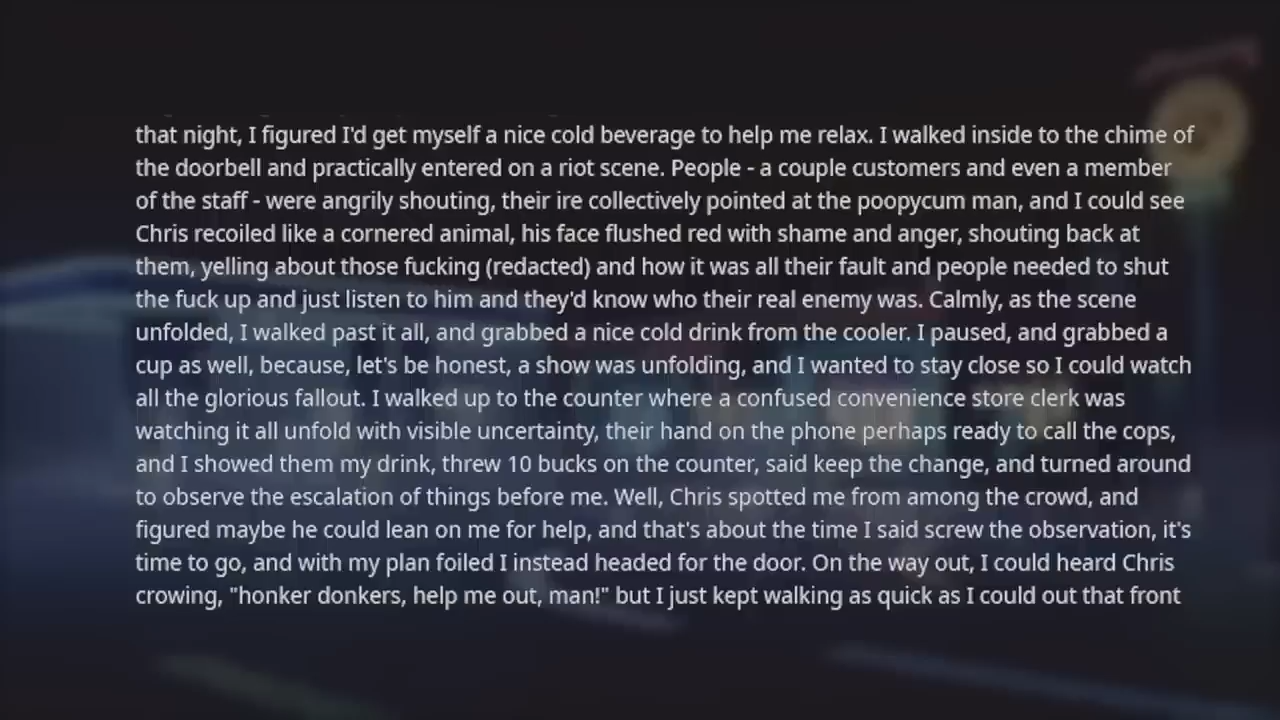 that night, I figured I'd get myself a nice cold beverage to help me relax. I walked inside to the chime of
the doorbell and practically entered on a riot scene. People - a couple customers and even a member
of the staff - were angrily shouting, their ire collectively pointed at the poopycum man, and I could see
Chris recoiled like a cornered animal, his face flushed red with shame and anger, shouting back at
them, yelling about those fucking (redacted) and how it was all their fault and people needed to shut
the fuck up and just listen to him and they'd know who their real enemy was. Calmly, as the scene
unfolded, I walked past it all, and grabbed a nice cold drink from the cooler. I paused, and grabbed a
cup as well, because, let's be honest, a show was unfolding, and I wanted to stay close so I could watch
all the glorious fallout. I walked up to the counter where a confused convenience store clerk was
watching it all unfold with visible uncertainty, their hand on the phone perhaps ready to call the cops,
and I showed them my drink, threw 10 bucks on the counter, said keep the change, and turned around
to observe the escalation of things before me. Well, Chris spotted me from among the crowd, and
figured maybe he could lean on me for help, and that's about the time I said screw the observation, it's
time to go, and with my plan foiled I instead headed for the door. On the way out, I could heard Chris
crowing, "honker donkers, help me out, man!" but I just kept walking as quick as I could out that front